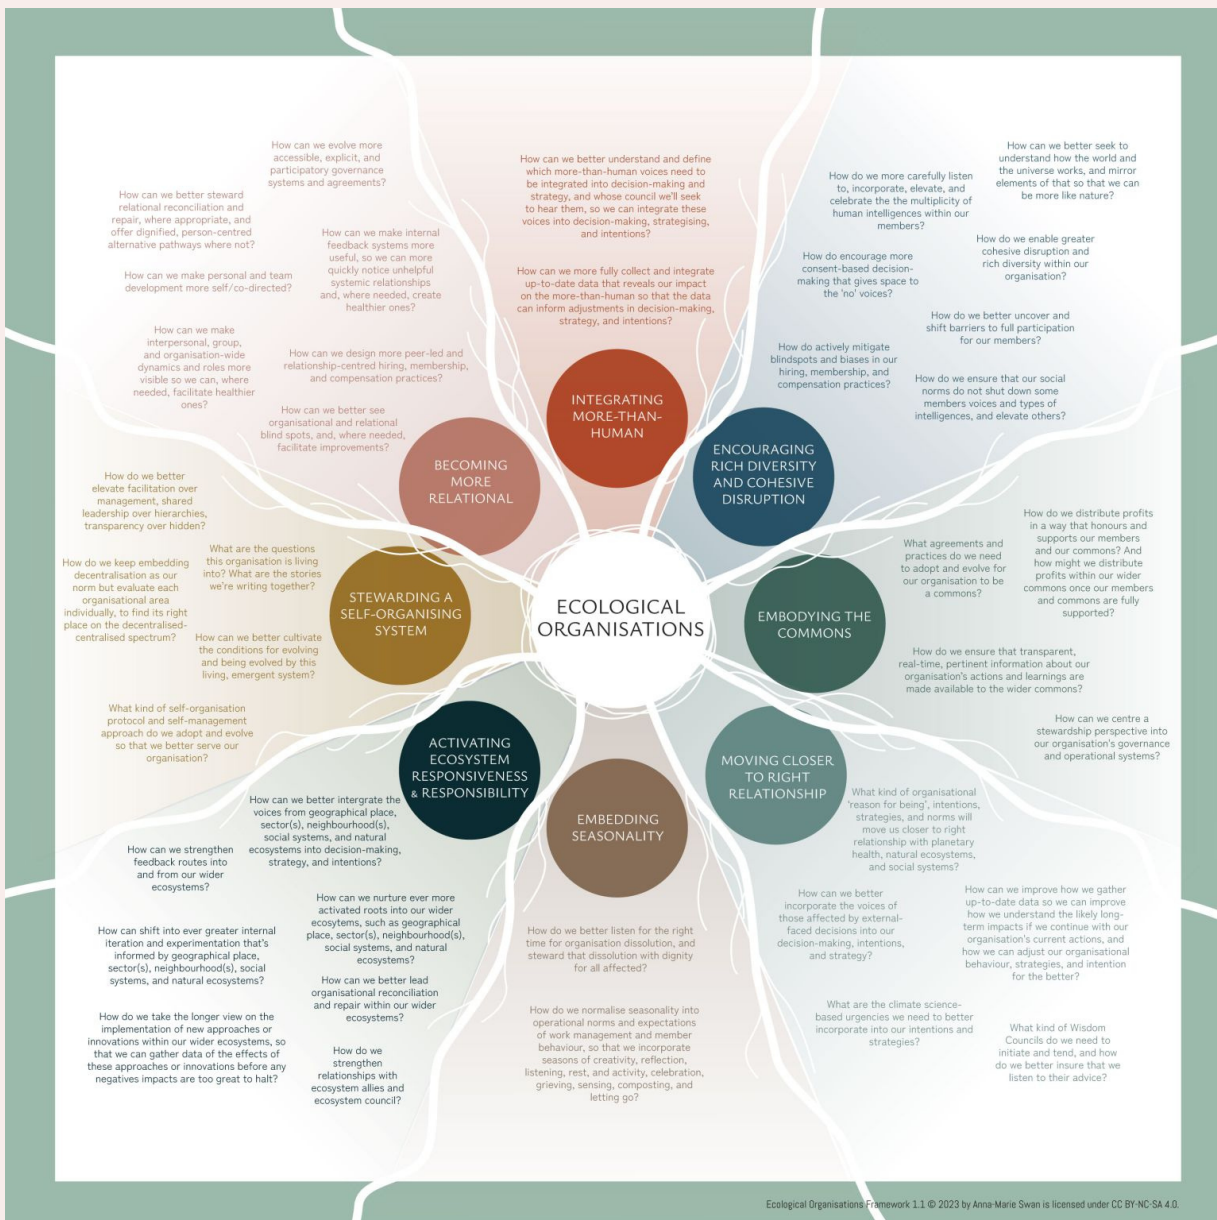 How can we evolve more
accessible, explicit, and
participatory governance
systems and agreements?
How can we better steward
relational reconciliation and
repair, where appropriate, and
offer dignified, person-centred
alternative pathways where not?
How can we make internal
feedback systems more
useful, so we can more
quickly notice unhelpful
systemic relationships
and, where needed, create
healthier ones?
How can we make personal and team
development more self/co-directed?
How can we make
interpersonal, group,
and organisation-wide
dynamics and roles more
visible so we can, where
needed, facilitate healthier
ones?
How can we design more peer-led and
relationship-centred hiring, membership,
and compensation practices?
How can we better see
organisational and relational
blind spots, and, where needed,
facilitate improvements?
BECOMING
MORE
RELATIONAL
How can we better understand and define
which more-than-human voices need to
be integrated into decision-making and
strategy, and whose council we'll seek
to hear them, so we can integrate these
voices into decision-making, strategising,
and intentions?
How can we more fully collect and integrate
up-to-date data that reveals our impact
on the more-than-human so that the data
can inform adjustments in decision-making,
strategy, and intentions?
INTEGRATING
MORE-THAN-
HUMAN
How can we better seek to
understand how the world and
the universe works, and mirror
elements of that so that we can
be more like nature?
How do we more carefully listen
to, incorporate, elevate, and
celebrate the the multiplicity of
human intelligences within our
members?
How do we enable greater
cohesive disruption and
rich diversity within our
organisation?
How do encourage more
consent-based decision-
making that gives space to
the 'no' voices?
How do we better uncover and
shift barriers to full participation
for our members?
How do actively mitigate
blindspots and biases in our
hiring, membership, and
compensation practices?
How do we ensure that our social
norms do not shut down some
members voices and types of
intelligences, and elevate others?
ENCOURAGING
RICH DIVERSITY
AND COHESIVE
DISRUPTION
How do we better
elevate facilitation over
management, shared
leadership over hierarchies,
transparency over hidden?
What are the questions
this organisation is living
into? What are the stories
we're writing together?
How do we keep embedding
decentralisation as our
norm but evaluate each
organisational area
individually, to find its right
place on the decentralised-
centralised spectrum?
How can we better cultivate
the conditions for evolving
and being evolved by this
living, emergent system?
What kind of self-organisation
protocol and self-management
approach do we adopt and evolve
so that we better serve our
organisation?
STEWARDING A
SELF-ORGANISING
SYSTEM
ECOLOGICAL
ORGANISATIONS
EMBODYING THE
COMMONS
What agreements and
practices do we need
to adopt and evolve for
our organisation to be
a commons?
How do we distribute profits
in a way that honours and
supports our members
and our commons? And
how might we distribute
profits within our wider
commons once our members
and commons are fully
supported?
How do we ensure that transparent,
real-time, pertinent information about our
organisation's actions and learnings are
made available to the wider commons?
How can we centre a
stewardship perspective into
our organisation's governance
and operational systems?
ACTIVATING
ECOSYSTEM
RESPONSIVENESS
& RESPONSIBILITY
How can we better intergrate the
voices from geographical place,
sector(s), neighbourhood(s),
social systems, and natural
ecosystems into decision-making,
strategy, and intentions?
How can we strengthen
feedback routes into
and from our wider
ecosystems?
How can we nurture ever more
activated roots into our wider
ecosytems, such as geographical
place, sector(s), neighbourhood(s),
social systems, and natural
ecosystems?
How can shift into ever greater internal
iteration and experimentation that's
informed by geographical place,
sector(s), neighbourhood(s), social
systems, and natural ecosystems?
How can we better lead
organisational reconciliation
and repair within our wider
ecosystems?
How do we take the longer view on the
implementation of new approaches or
innovations within our wider ecosystems, so
that we can gather data of the effects of
these approaches or innovations before any
negatives impacts are too great to halt?
How do we
strengthen
relationships with
ecosystem allies and
ecosystem council?
EMBEDDING
SEASONALITY
How do we better listen for the right
time for organisation dissolution, and
steward that dissolution with dignity
for all affected?
How do we normalise seasonality into
operational norms and expectations
of work management and member
behaviour, so that we incorporate
seasons of creativity, reflection,
listening, rest, and activity, celebration,
grieving, sensing, composting, and
letting go?
MOVING CLOSER
TO RIGHT
RELATIONSHIP
What kind of organisational
'reason for being', intentions,
strategies, and norms will
move us closer to right
relationship with planetary
health, natural ecosystems,
and social systems?
How can we better
incorporate the voices of
those affected by external-
faced decisions into our
decision-making, intentions,
and strategy?
How can we improve how we gather
up-to-date data so we can improve
how we understand the likely long-
term impacts if we continue with our
organisation's current actions, and
how we can adjust our organisational
behaviour, strategies, and intention
for the better?
What are the climate science-
based urgencies we need to better
incorporate into our intentions and
strategies?
What kind of Wisdom
Councils do we need to
initiate and tend, and how
do we better insure that we
listen to their advice?
Ecological Organisations Framework 1.1 © 2023 by Anna-Marie Swan is licensed under CC BY-NC-SA 4.0.